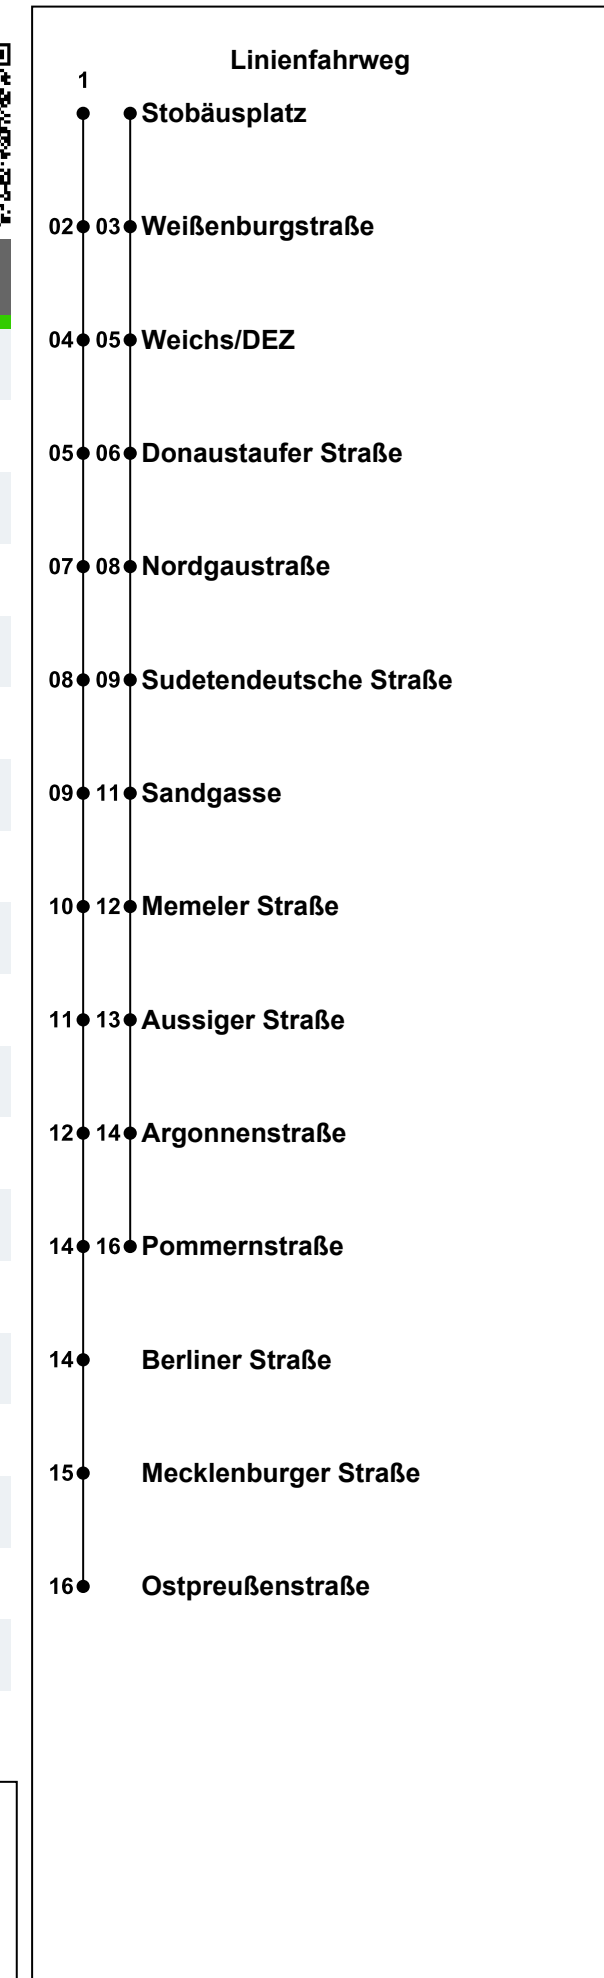 Linienfahrweg
1
Stobäusplatz
02 03 Weißenburgstraße
04 05 Weichs/DEZ
05 06 Donaustaufer Straße
07 08 Nordgaustraße
08 09 Sudetendeutsche Straße
09 11 Sandgasse
10 12 Memeler Straße
11 13 Aussiger Straße
12 14 Argonnenstraße
14 16 Pommernstraße
14 Berliner Straße
15 Mecklenburger Straße
16 Ostpreußenstraße